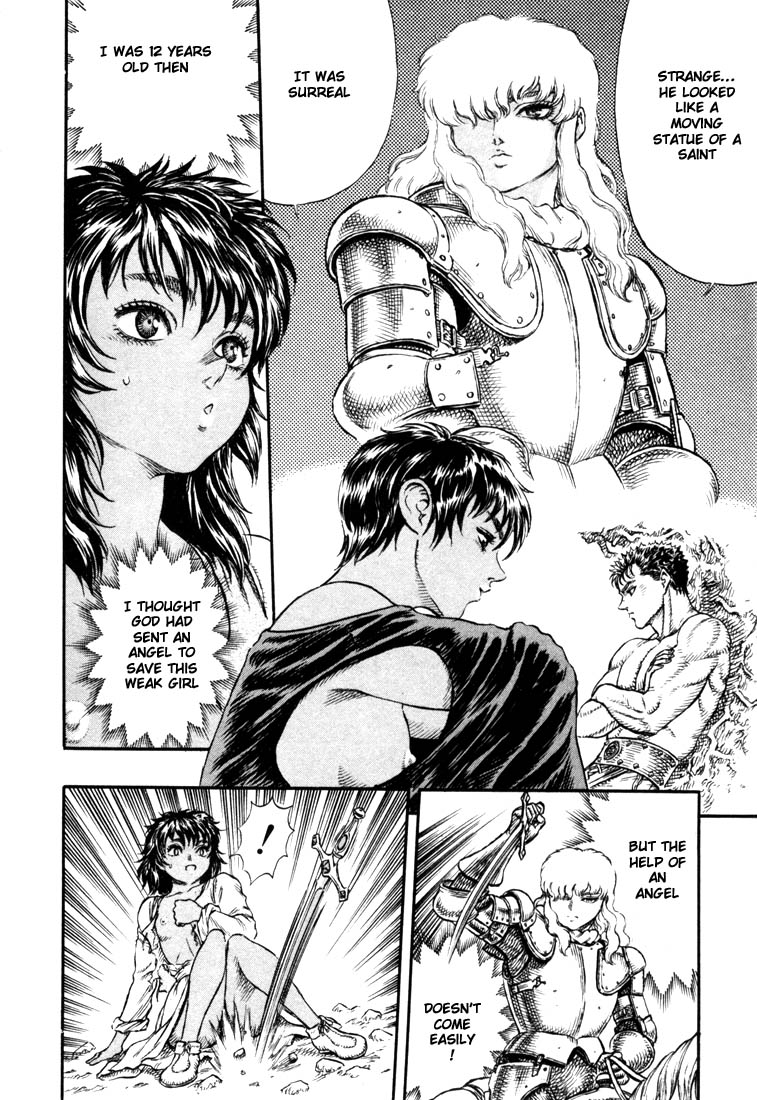 STRANGE...
HE LOOKED
LIKE A
MOVING
STATUE OF A
SAINT
IT WAS
SURREAL
I WAS 12 YEARS
OLD THEN
I THOUGHT
GOD HAD
SENT AN
ANGEL TO
SAVE THIS
WEAK GIRL
BUT THE
HELP OF
AN
ANGEL
DOESN'T
COME
EASILY
!
!